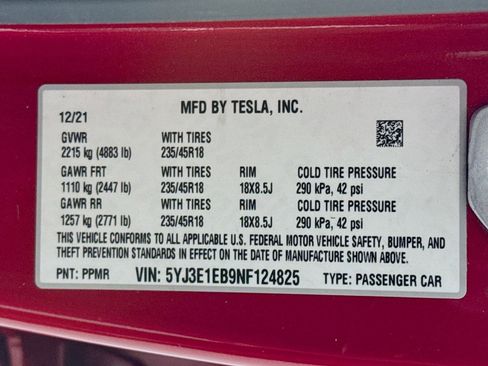 MFD BY TESLA, INC.
12/21
GVWR WITH TIRES
2215 kg (4883 lb) 235/45R18
GAWR FRT WITH TIRES RIM COLD TIRE PRESSURE
1110 kg (2447 lb) 235/45R18 18X8.5J 290 kPa, 42 psi
GAWR RR WITH TIRES RIM COLD TIRE PRESSURE
1257 kg (2771 lb) 235/45R18 18X8.5J 290 kPa, 42 psi
THIS VEHICLE CONFORMS TO ALL APPLICABLE U.S. FEDERAL MOTOR VEHICLE SAFETY, BUMPER, AND
THEFT PREVENTION STANDARDS IN EFFECT ON THE DATE OF MANUFACTURE SHOWN ABOVE.
PNT: PPMR VIN: 5YJ3E1EB9NF124825 TYPE: PASSENGER CAR